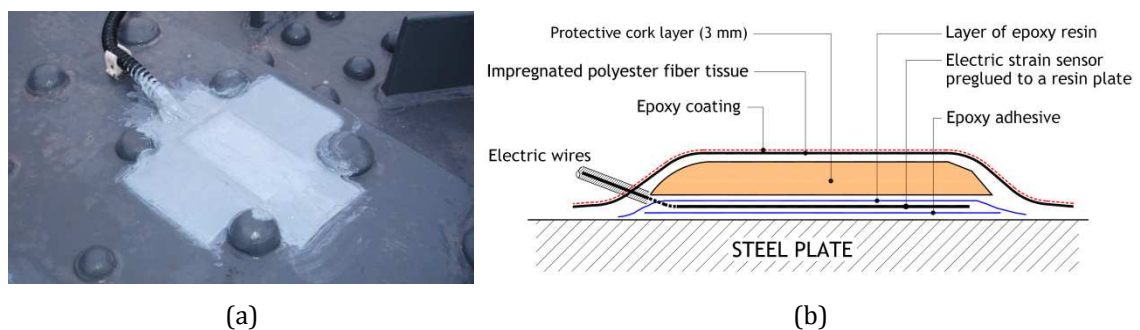 Protective cork layer (3 mm)
Impregnated polyester fiber tissue
Epoxy coating
Electric wires
Layer of epoxy resin
Electric strain sensor
preglued to a resin plate
Epoxy adhesive
STEEL PLATE
(a)
(b)